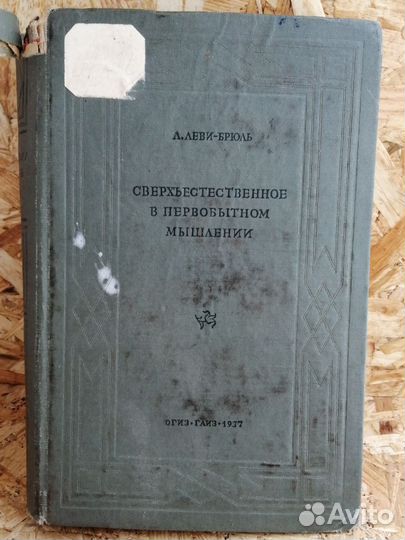 Л. ЛЕВИ-БРЮЛЬ
СВЕРХЪЕСТЕСТВЕННОЕ
В ПЕРВОБЫТНОМ
МЫШЛЕНИИ
ОГИЗ • ГАИЗ • 1937
Avito